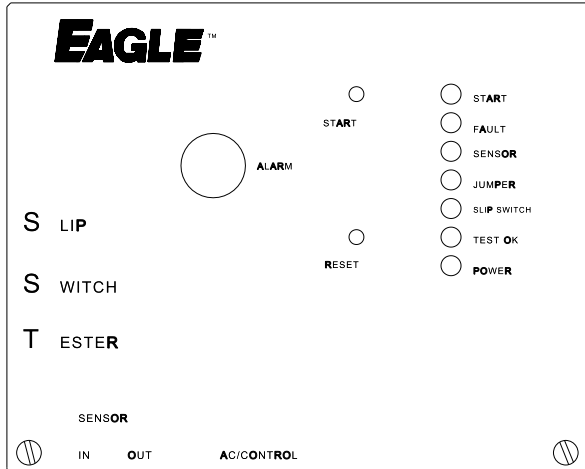 EAGLE™
START
ALARM
RESET
START
FAULT
SENSOR
JUMPER
SLIP SWITCH
TEST OK
POWER
S LIP
S WITCH
T ESTER
SENSOR
IN OUT AC/CONTROL